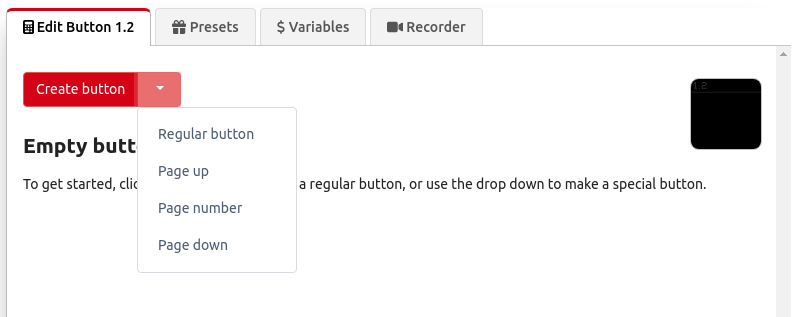 Edit Button 1.2
Presets
$ Variables
Recorder
Create button
1.2
Regular button
Empty butt
Page up
To get started, clic a regular button, or use the drop down to make a special button.
Page number
Page down